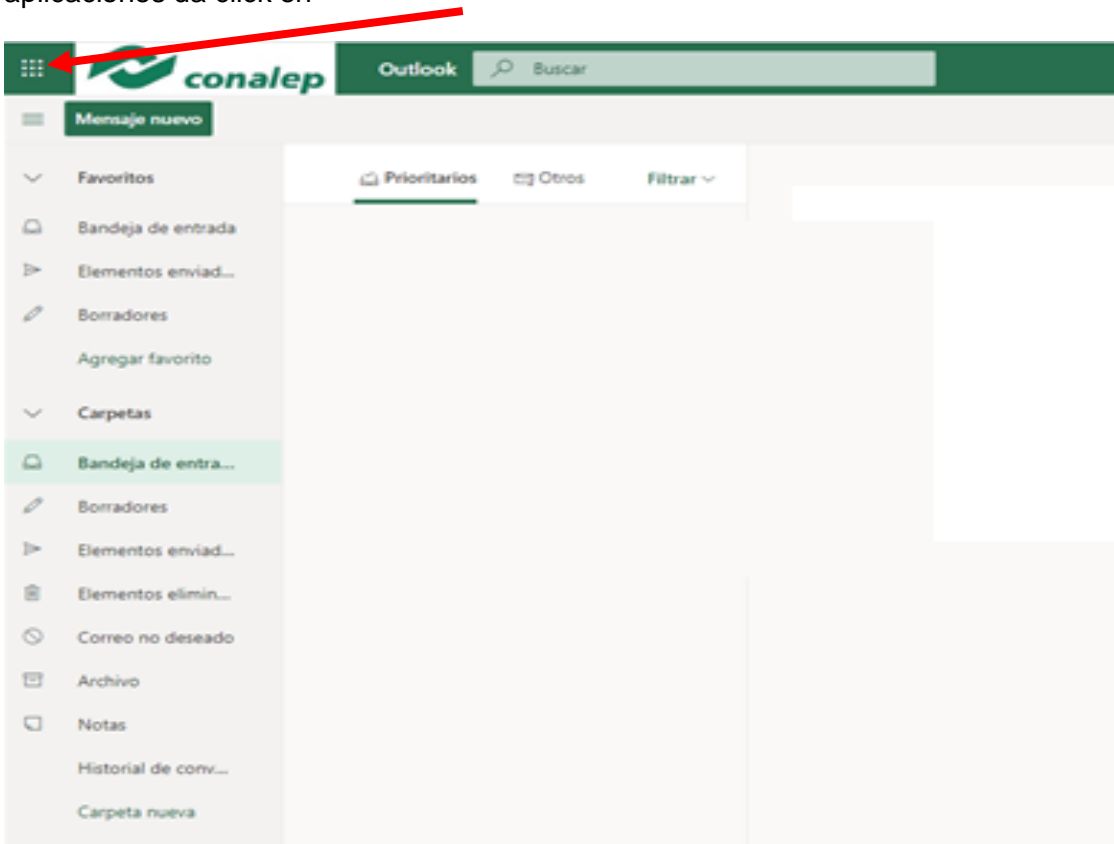 aplicaciones da click en
conalep Outlook Buscar
Mensaje nuevo
Favoritos
Prioritarios Otros Filtrar
Bandeja de entrada
Elementos enviad...
Borradores
Agregar favorito
Carpetas
Bandeja de entra...
Borradores
Elementos enviad...
Elementos elimin...
Correo no deseado
Archivo
Notas
Historial de conv...
Carpeta nueva